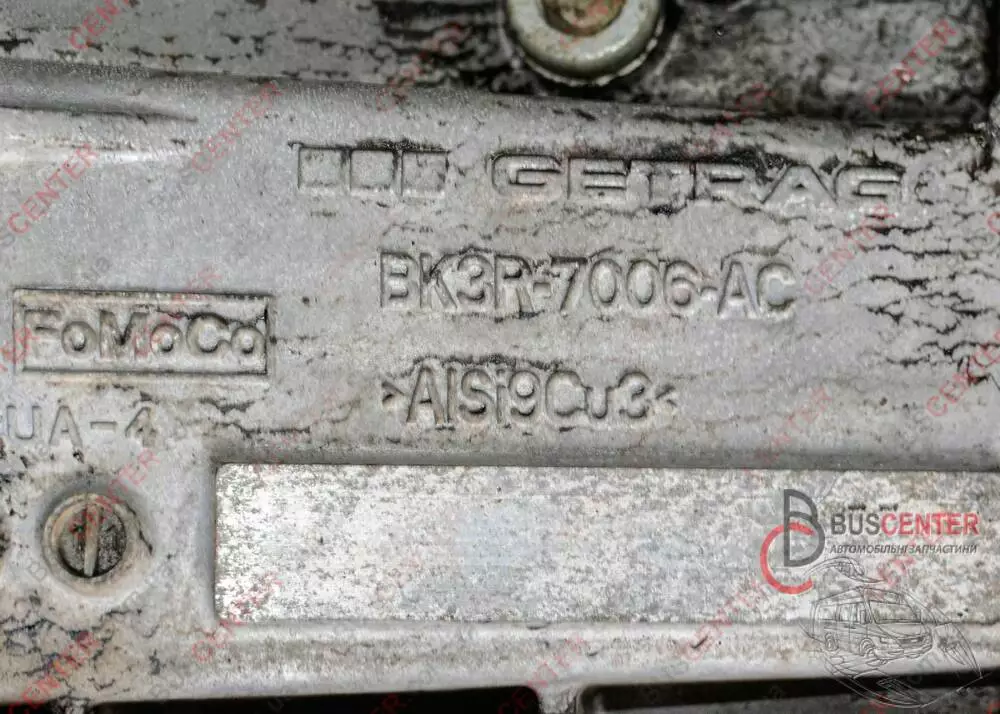 GETRAG
BK3R-7006-AC
FoMoCo
>AlSi9Cu3<
UA-4
BUSCENTER
АВТОМОБІЛЬНІ ЗАПЧАСТИНИ